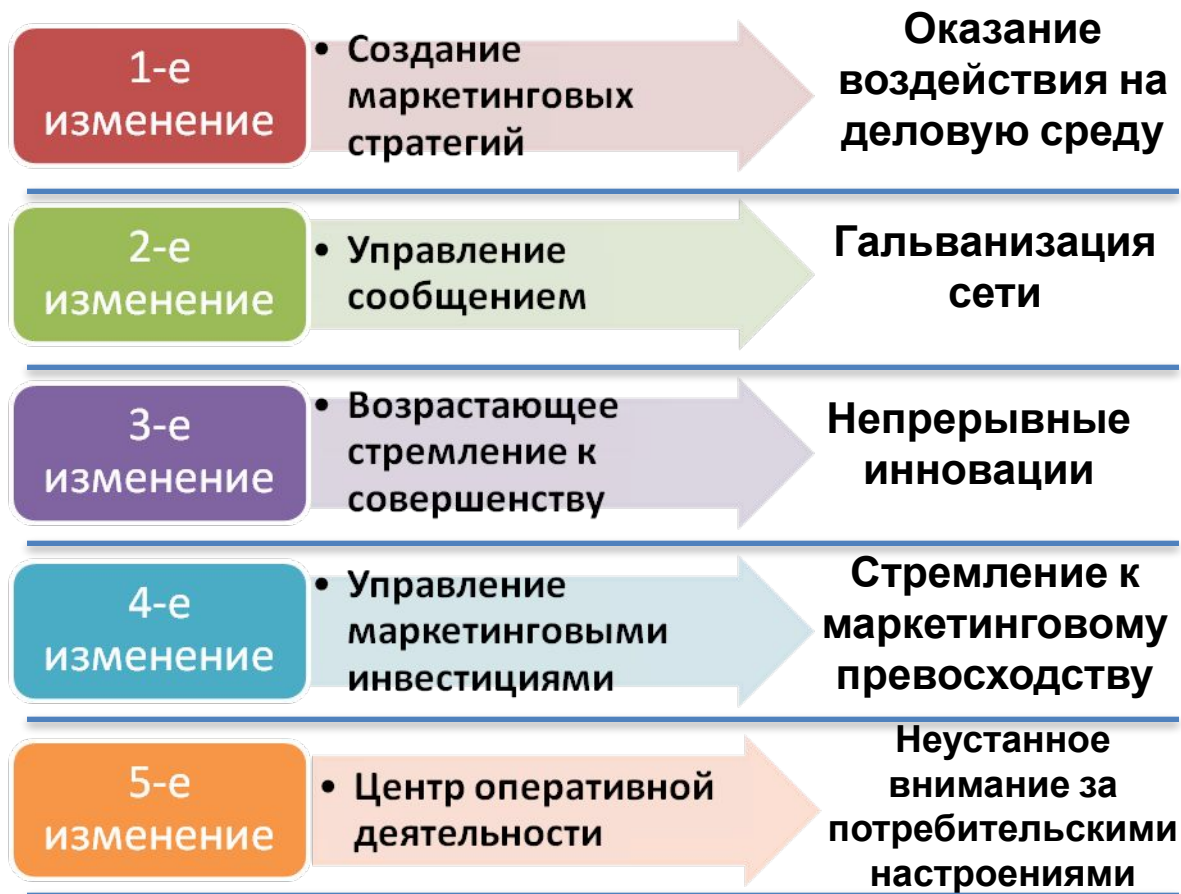 1-е
изменение
• Создание
маркетинговых
стратегий
Оказание
воздействия на
деловую среду
2-е
изменение
• Управление
сообщением
Гальванизация
сети
3-е
изменение
• Возрастающее
стремление к
совершенству
Непрерывные
инновации
4-е
изменение
• Управление
маркетинговыми
инвестициями
Стремление к
маркетинговому
превосходству
5-е
изменение
• Центр оперативной
деятельности
Неустанное
внимание за
потребительскими
настроениями